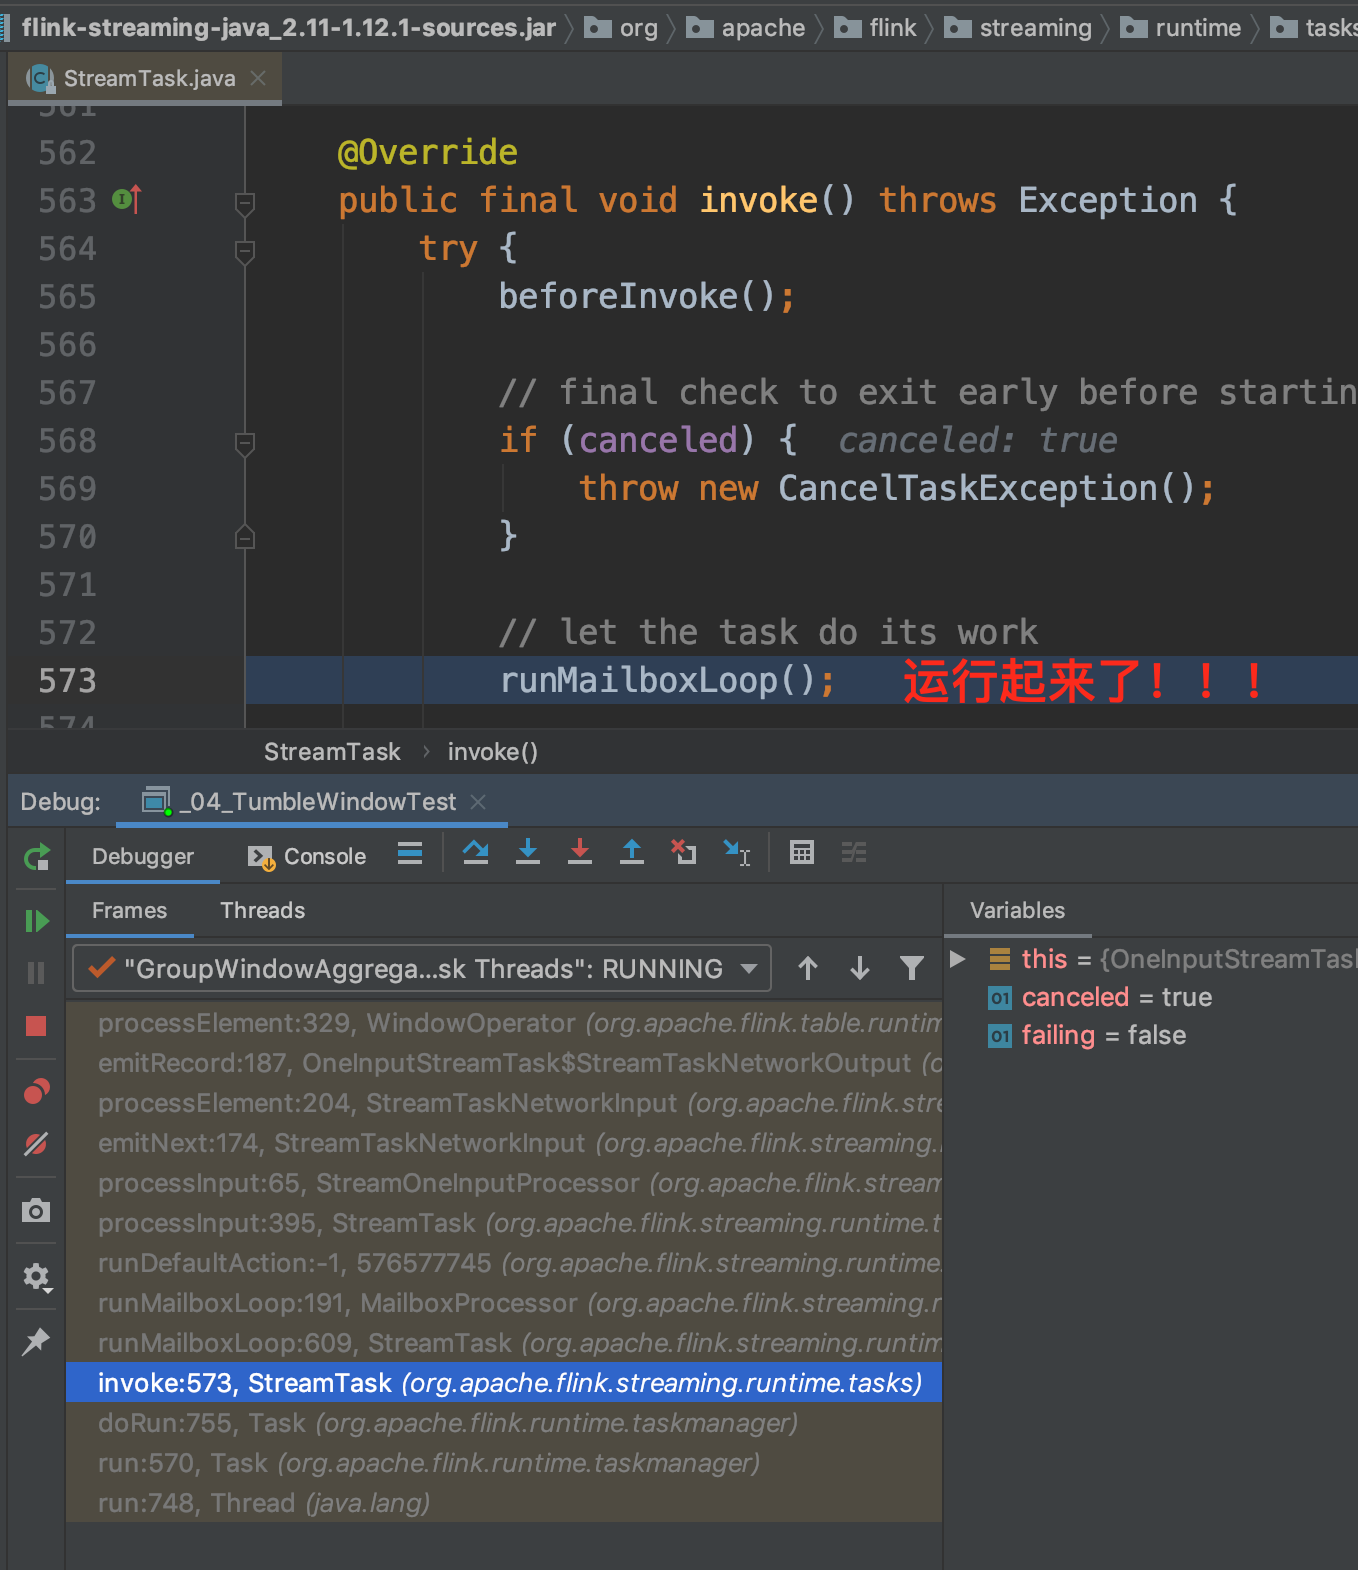 flink-streaming-java_2.11-1.12.1-sources.jar org apache flink streaming runtime tasks
StreamTask.java
561
562 @Override
563 public final void invoke() throws Exception {
564 try {
565 beforeInvoke();
566
567 // final check to exit early before startin
568 if (canceled) { canceled: true
569 throw new CancelTaskException();
570 }
571
572 // let the task do its work
573 runMailboxLoop(); 运行起来了！！！
574
StreamTask › invoke()
Debug: _04_TumbleWindowTest
Debugger Console
Frames Threads Variables
"GroupWindowAggrega...sk Threads": RUNNING
this = {OneInputStreamTas
canceled = true
failing = false
processElement:329, WindowOperator (org.apache.flink.table.runtim
emitRecord:187, OneInputStreamTask$StreamTaskNetworkOutput (o
processElement:204, StreamTaskNetworkInput (org.apache.flink.stre
emitNext:174, StreamTaskNetworkInput (org.apache.flink.streaming.
processInput:65, StreamOneInputProcessor (org.apache.flink.stream
processInput:395, StreamTask (org.apache.flink.streaming.runtime.t
runDefaultAction:-1, 576577745 (org.apache.flink.streaming.runtime.
runMailboxLoop:191, MailboxProcessor (org.apache.flink.streaming.r
runMailboxLoop:609, StreamTask (org.apache.flink.streaming.runtim
invoke:573, StreamTask (org.apache.flink.streaming.runtime.tasks)
doRun:755, Task (org.apache.flink.runtime.taskmanager)
run:570, Task (org.apache.flink.runtime.taskmanager)
run:748, Thread (java.lang)